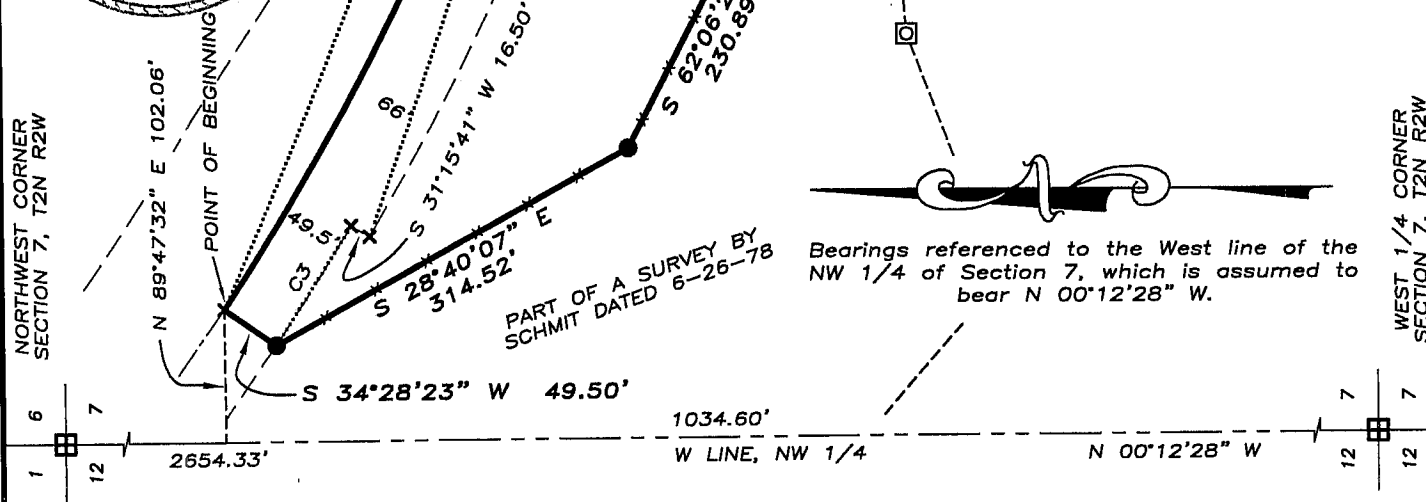 NORTHWEST CORNER
SECTION 7, T2N R2W
N 89°47'32" E 102.06'
POINT OF BEGINNING
66
S 31°15'41" W 16.50'
S 62°06'2
230.89
49.5'
C3
S 28°40'07" E
314.52'
PART OF A SURVEY BY
SCHMIT DATED 6-26-78
N
Bearings referenced to the West line of the
NW 1/4 of Section 7, which is assumed to
bear N 00°12'28" W.
WEST 1/4 CORNER
SECTION 7, T2N R2W
S 34°28'23" W 49.50'
1034.60'
2654.33'
W LINE, NW 1/4
N 00°12'28" W
6
7
1
12
7
7
12
12